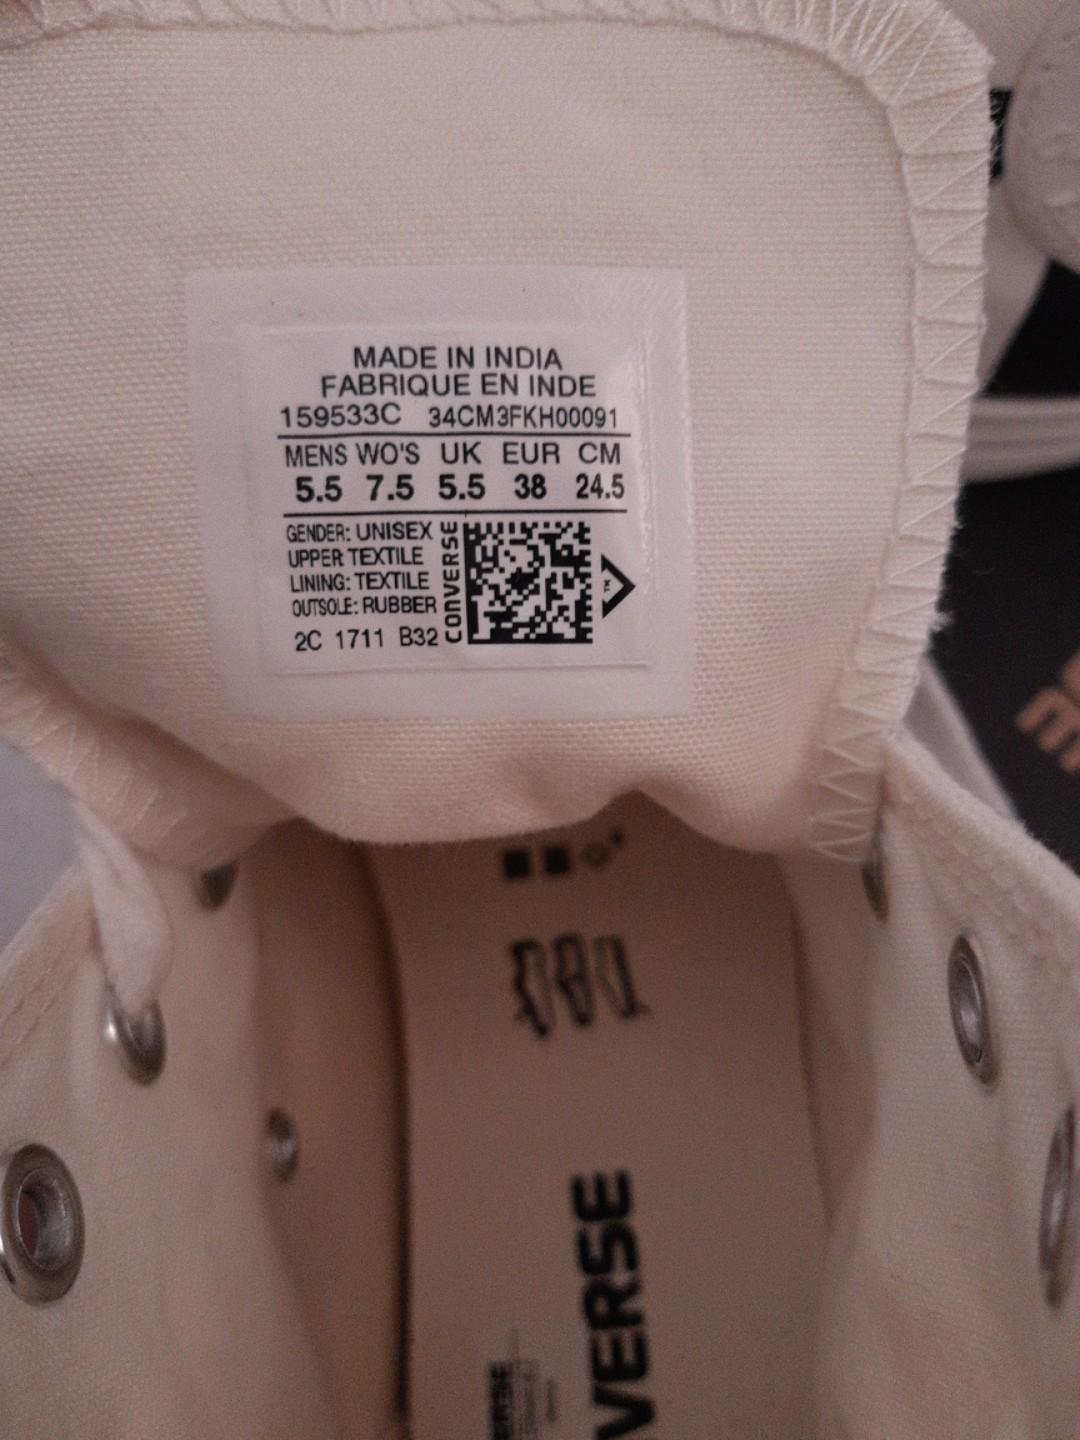 MADE IN INDIA
FABRIQUE EN INDE
159533C 34CM3FKH00091
MENS WO'S UK EUR CM
5.5 7.5 5.5 38 24.5
GENDER: UNISEX
UPPER TEXTILE
LINING: TEXTILE
OUTSOLE: RUBBER
2C 1711 B32
CONVERSE
VERSE